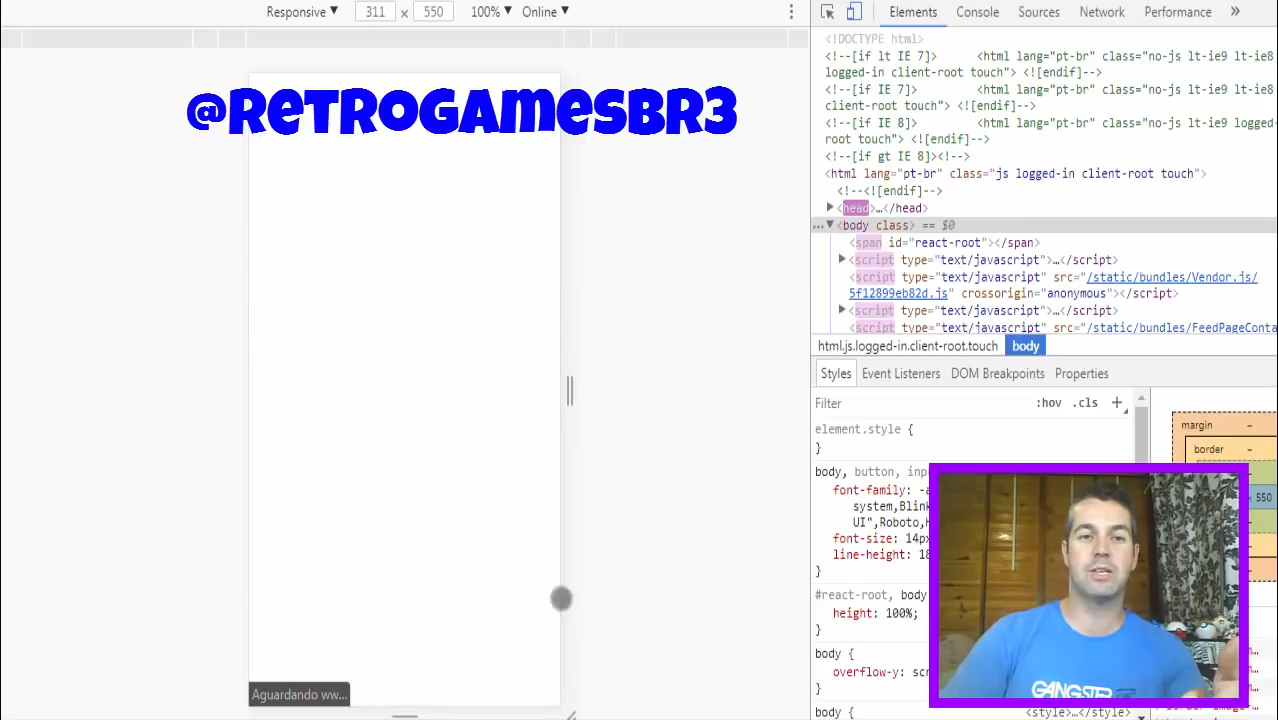 Responsive ▼ 311 × 550 100% ▼ Online ▼
@RETROGAMESBR3
Aguardando ww...
Elements Console Sources Network Performance »
<!DOCTYPE html>
<!--[if lt IE 7]> <html lang="pt-br" class="no-js lt-ie9 lt-ie8
logged-in client-root touch"> <![endif]-->
<!--[if IE 7]> <html lang="pt-br" class="no-js lt-ie9 lt-ie8
client-root touch"> <![endif]-->
<!--[if IE 8]> <html lang="pt-br" class="no-js lt-ie9 logged-
root touch"> <![endif]-->
<!--[if gt IE 8]><!-->
<html lang="pt-br" class="js logged-in client-root touch">
<!--<![endif]-->
<head>…</head>
… <body class> == $0
<span id="react-root"></span>
<script type="text/javascript">…</script>
<script type="text/javascript" src="/static/bundles/Vendor.js/
5f12899eb82d.js" crossorigin="anonymous"></script>
<script type="text/javascript">…</script>
<script type="text/javascript" src="/static/bundles/FeedPageConta
html.js.logged-in.client-root.touch body
Styles Event Listeners DOM Breakpoints Properties
Filter :hov .cls +
element.style {
}
body, button, inp
font-family: -a
system,Blin
UI",Roboto,H
font-size: 14p
line-height: 18
}
#react-root, body
height: 100%;
}
body {
overflow-y: scr
}
body { <style>…</style>
margin –
border –
× 550
GANGSTER